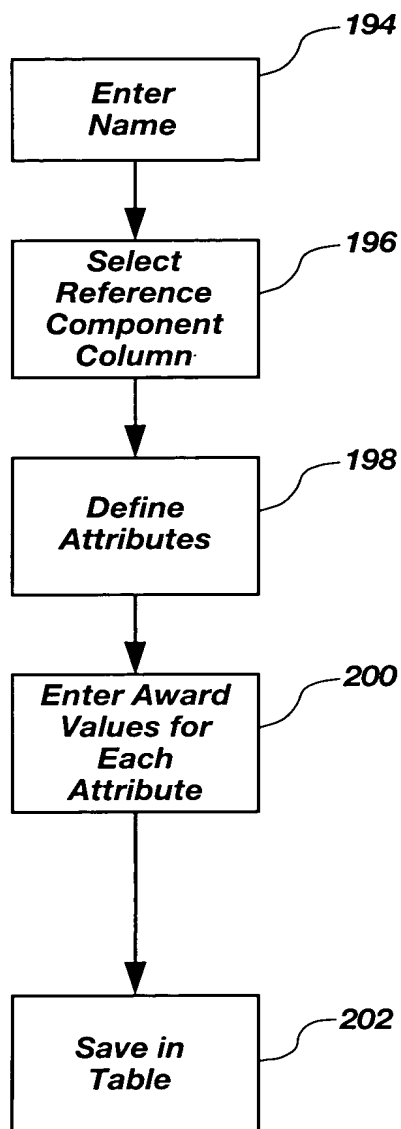 194
Enter
Name
196
Select
Reference
Component
Column
198
Define
Attributes
200
Enter Award
Values for
Each
Attribute
202
Save in
Table